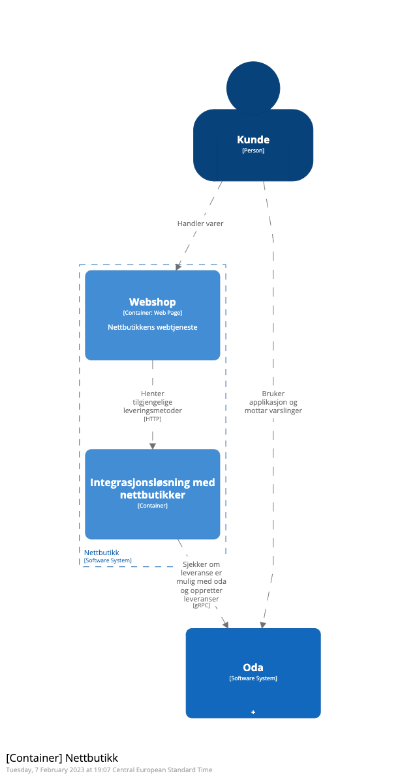 Kunde
[Person]
Handler varer
Webshop
[Container: Web Page]
Nettbutikkens webtjeneste
Henter
tilgjengelige
leveringsmetoder
[HTTP]
Bruker
applikasjon og
mottar varslinger
Integrasjonsløsning med
nettbutikker
[Container]
Nettbutikk
[Software System]
Sjekker om
leveranse er
mulig med oda
og oppretter
leveranser
[gRPC]
Oda
[Software System]
+
[Container] Nettbutikk
Tuesday, 7 February 2023 at 19:07 Central European Standard Time